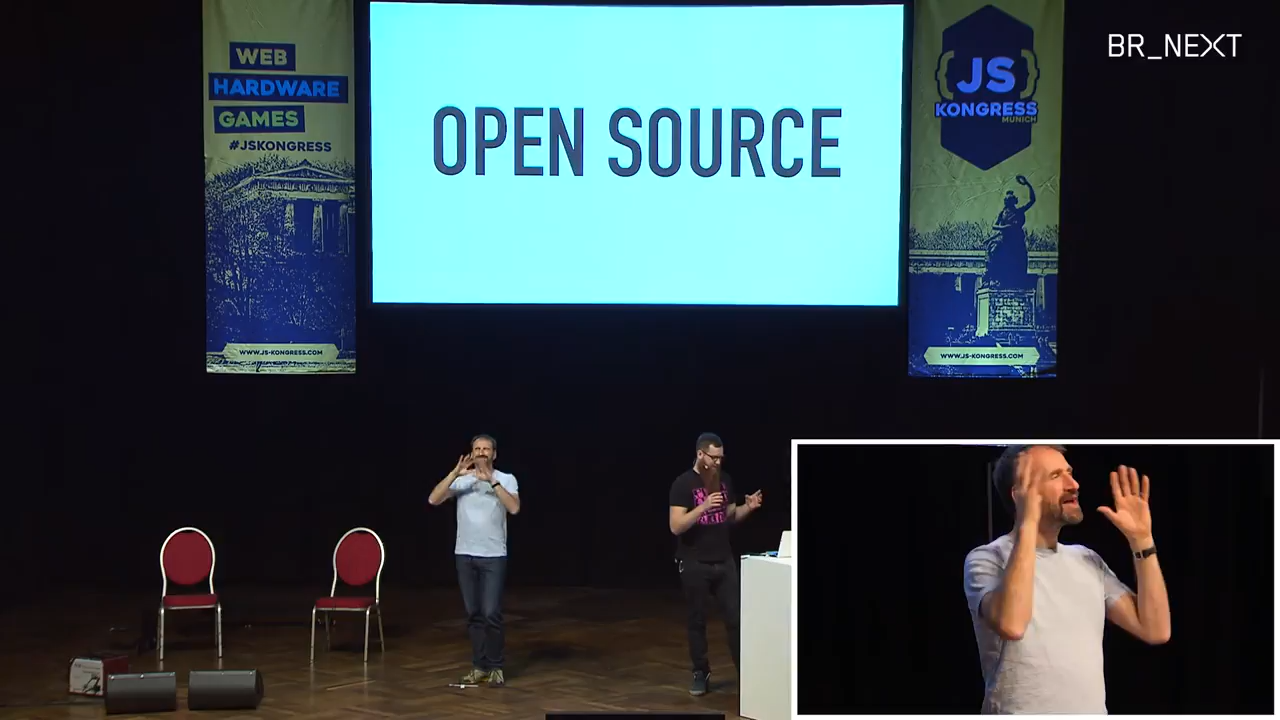 WEB
HARDWARE
GAMES
#JSKONGRESS
WWW.JS-KONGRESS.COM
OPEN SOURCE
{JS}
KONGRESS
MUNICH
WWW.JS-KONGRESS.COM
BR_NEXT